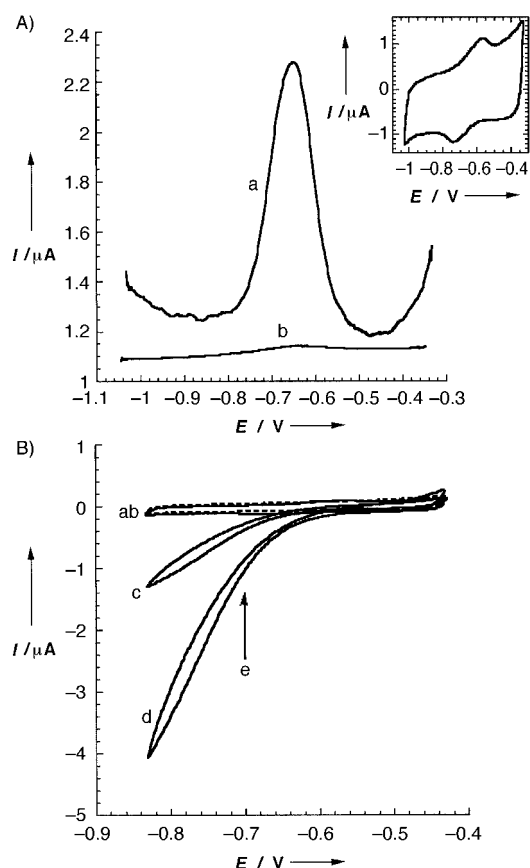 A)
2.4
2.2
2
1.8
1.6
1.4
1.2
1
I /µA
a
b
−1.1 −1 −0.9 −0.8 −0.7 −0.6 −0.5 −0.4 −0.3
E / V
1
0
−1
I /µA
−1 −0.8 −0.6 −0.4
E / V
B)
0
−1
−2
−3
−4
−5
I /µA
ab
c
d
e
−0.9 −0.8 −0.7 −0.6 −0.5 −0.4
E / V